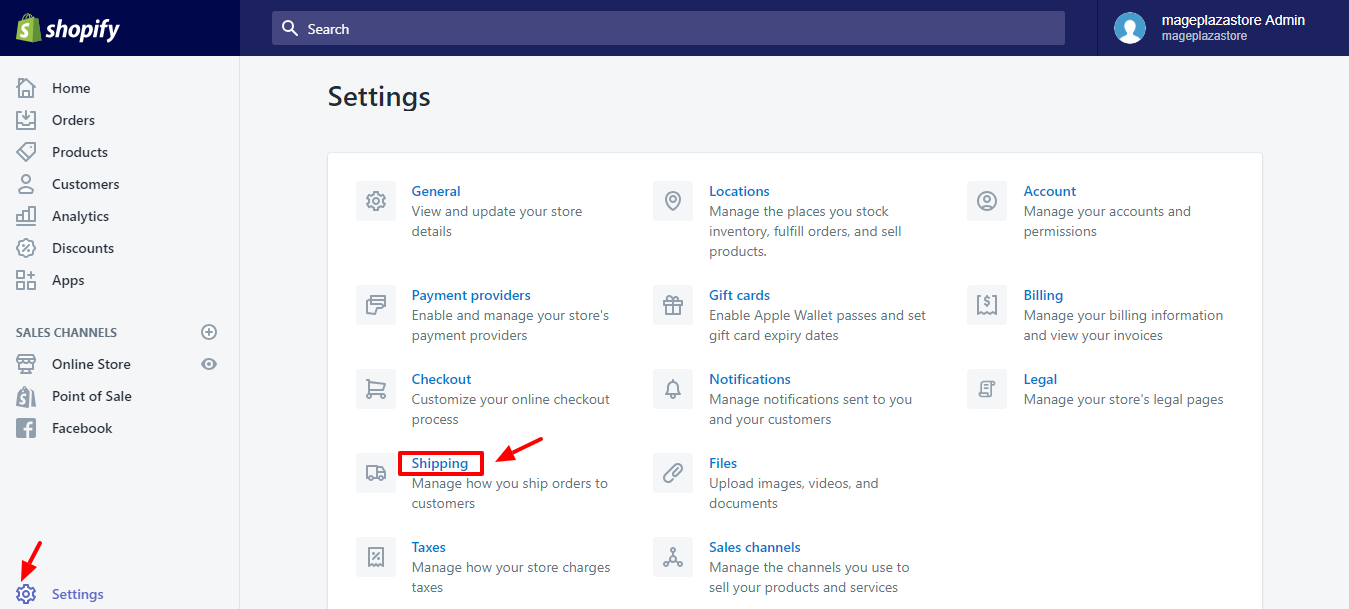 shopify
Search
mageplazastore Admin
mageplazastore
Home
Orders
Products
Customers
Analytics
Discounts
Apps
SALES CHANNELS
Online Store
Point of Sale
Facebook
Settings
Settings
General
View and update your store
details
Locations
Manage the places you stock
inventory, fulfill orders, and sell
products.
Account
Manage your accounts and
permissions
Payment providers
Enable and manage your store's
payment providers
Gift cards
Enable Apple Wallet passes and set
gift card expiry dates
Billing
Manage your billing information
and view your invoices
Checkout
Customize your online checkout
process
Notifications
Manage notifications sent to you
and your customers
Legal
Manage your store's legal pages
Shipping
Manage how you ship orders to
customers
Files
Upload images, videos, and
documents
Taxes
Manage how your store charges
taxes
Sales channels
Manage the channels you use to
sell your products and services